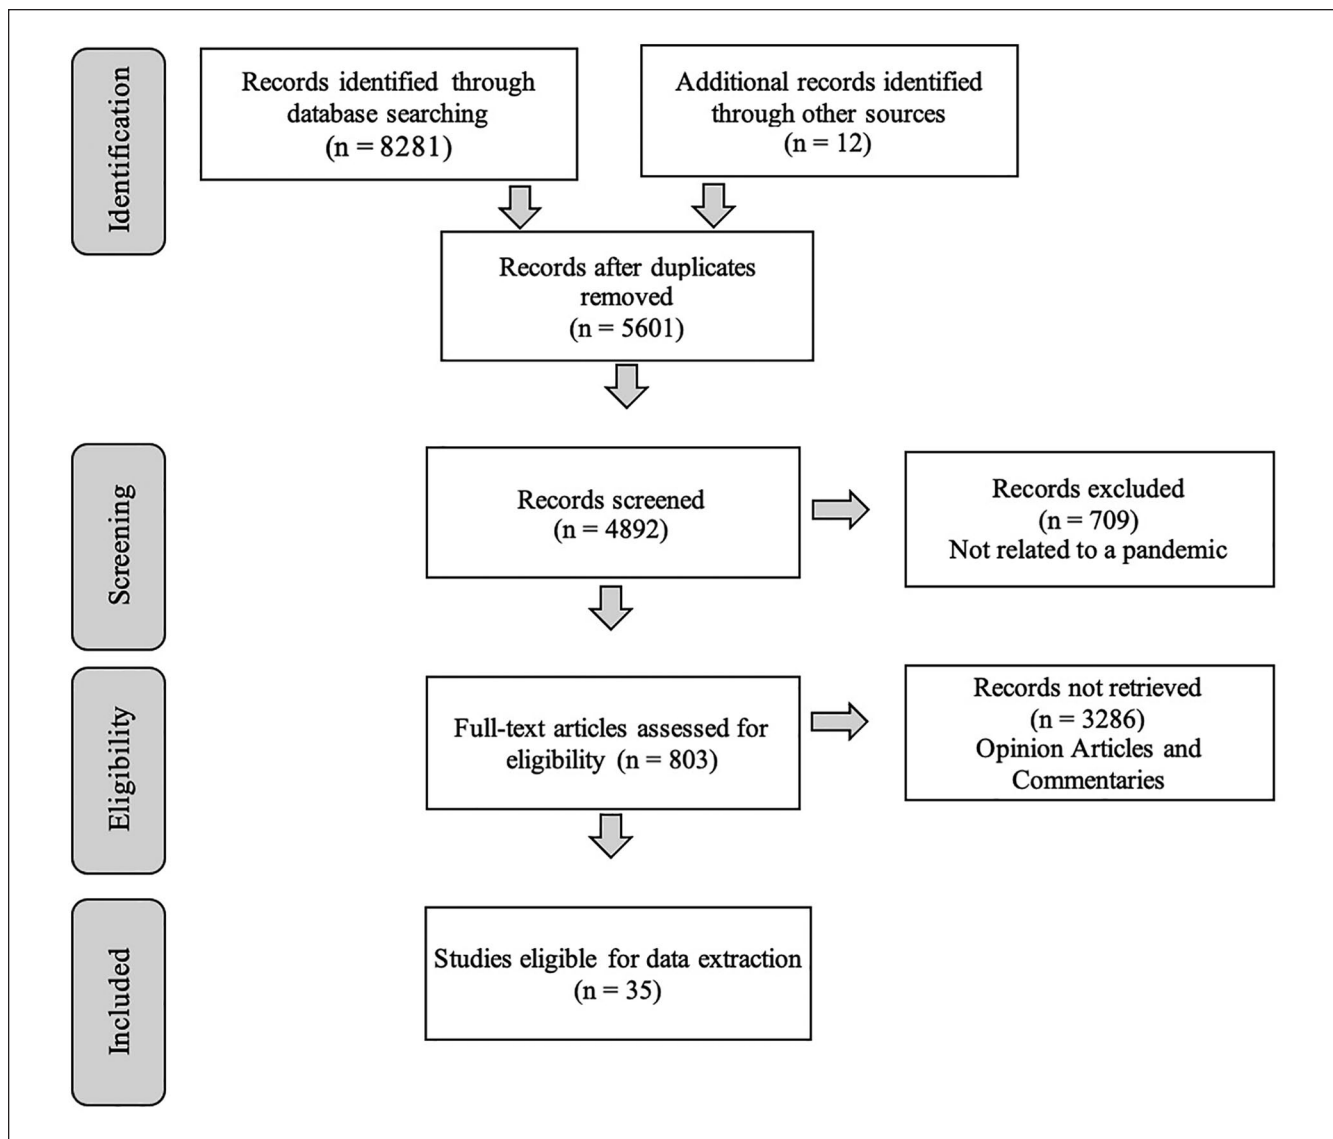 Identification
Records identified through
database searching
(n = 8281)
Additional records identified
through other sources
(n = 12)
Records after duplicates
removed
(n = 5601)
Screening
Records screened
(n = 4892)
Records excluded
(n = 709)
Not related to a pandemic
Eligibility
Full-text articles assessed for
eligibility (n = 803)
Records not retrieved
(n = 3286)
Opinion Articles and
Commentaries
Included
Studies eligible for data extraction
(n = 35)